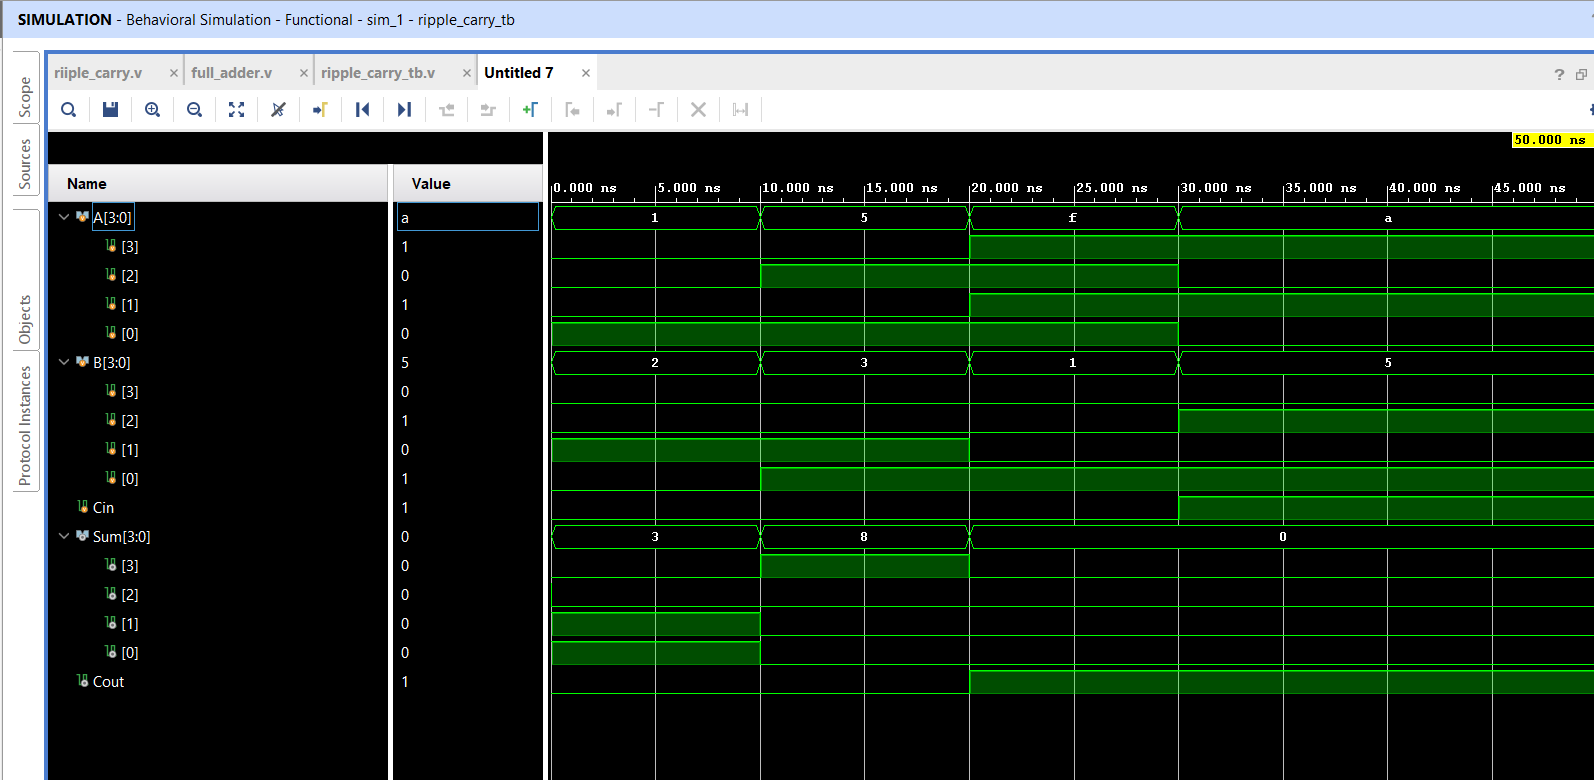 SIMULATION - Behavioral Simulation - Functional - sim_1 - ripple_carry_tb
Scope
Sources
Objects
Protocol Instances
riiple_carry.v × full_adder.v × ripple_carry_tb.v × Untitled 7 ×
?
50.000 ns
Name Value
0.000 ns 5.000 ns 10.000 ns 15.000 ns 20.000 ns 25.000 ns 30.000 ns 35.000 ns 40.000 ns 45.000 ns
A[3:0] a 1 5 f a
[3] 1
[2] 0
[1] 1
[0] 0
B[3:0] 5 2 3 1 5
[3] 0
[2] 1
[1] 0
[0] 1
Cin 1
Sum[3:0] 0 3 8 0
[3] 0
[2] 0
[1] 0
[0] 0
Cout 1